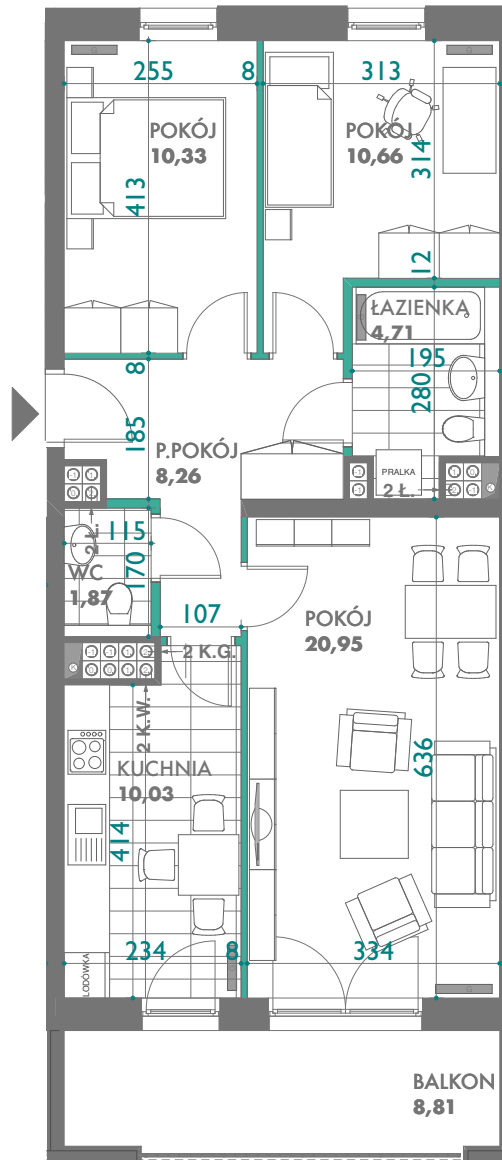 255
8
313
POKÓJ
10,33
POKÓJ
10,66
314
413
12
ŁAZIENKA
4,71
195
280
8
185
P.POKÓJ
8,26
PRALKA
2 Ł.
2 Ł.
115
WC
1,87
170
107
POKÓJ
20,95
2 K.G.
2 K.W.
KUCHNIA
10,03
636
414
234
8
334
LODÓWKA
BALKON
8,81